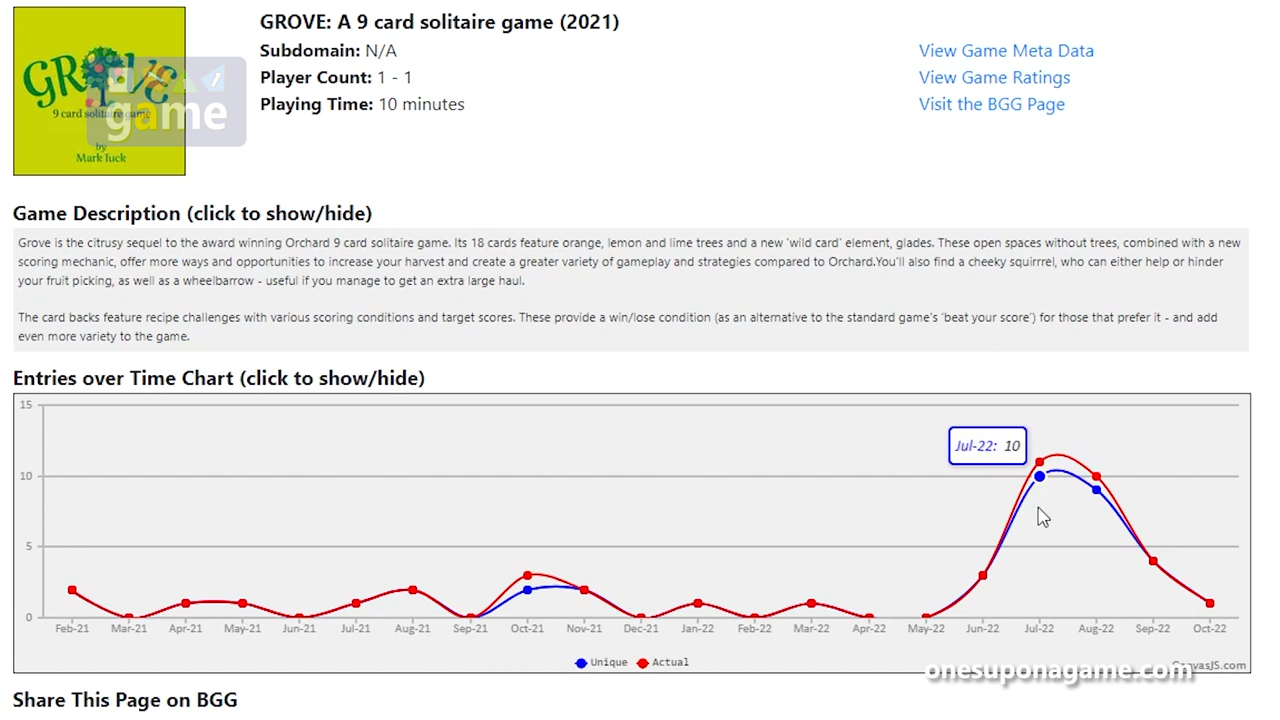 GROVE
9 card solitaire game
by
Mark Tuck
game
GROVE: A 9 card solitaire game (2021)
Subdomain: N/A
Player Count: 1 - 1
Playing Time: 10 minutes
View Game Meta Data
View Game Ratings
Visit the BGG Page
Game Description (click to show/hide)
Grove is the citrusy sequel to the award winning Orchard 9 card solitaire game. Its 18 cards feature orange, lemon and lime trees and a new 'wild card' element, glades. These open spaces without trees, combined with a new
scoring mechanic, offer more ways and opportunities to increase your harvest and create a greater variety of gameplay and strategies compared to Orchard.You'll also find a cheeky squirrrel, who can either help or hinder
your fruit picking, as well as a wheelbarrow - useful if you manage to get an extra large haul.
The card backs feature recipe challenges with various scoring conditions and target scores. These provide a win/lose condition (as an alternative to the standard game's 'beat your score') for those that prefer it - and add
even more variety to the game.
Entries over Time Chart (click to show/hide)
15
10
5
0
Jul-22: 10
Feb-21 Mar-21 Apr-21 May-21 Jun-21 Jul-21 Aug-21 Sep-21 Oct-21 Nov-21 Dec-21 Jan-22 Feb-22 Mar-22 Apr-22 May-22 Jun-22 Jul-22 Aug-22 Sep-22 Oct-22
Unique Actual
CanvasJS.com
onesuponagame.com
Share This Page on BGG